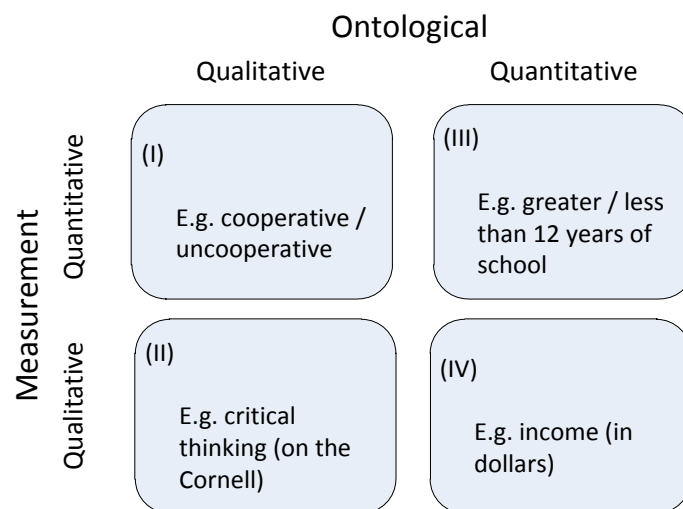 Ontological
Qualitative
Quantitative
Measurement
Quantitative
(I)
E.g. cooperative /
uncooperative
(III)
E.g. greater / less
than 12 years of
school
Qualitative
(II)
E.g. critical
thinking (on the
Cornell)
(IV)
E.g. income (in
dollars)